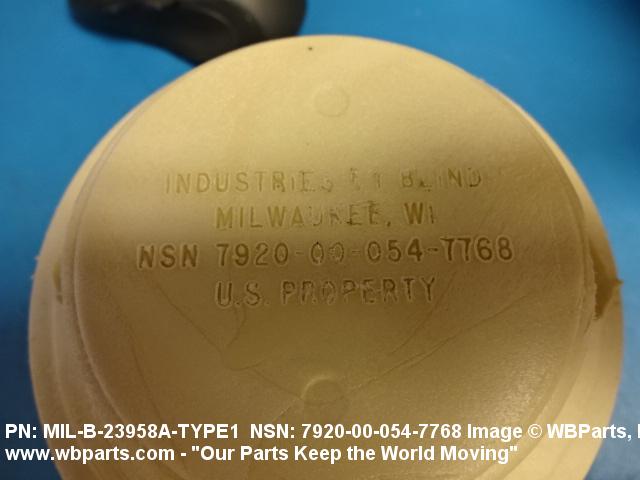 INDUSTRIES BLIND
MILWAUKEE, WI
NSN 7920-00-054-7768
U.S. PROPERTY
PN: MIL-B-23958A-TYPE1 NSN: 7920-00-054-7768 Image © WBParts,
www.wbparts.com - "Our Parts Keep the World Moving"